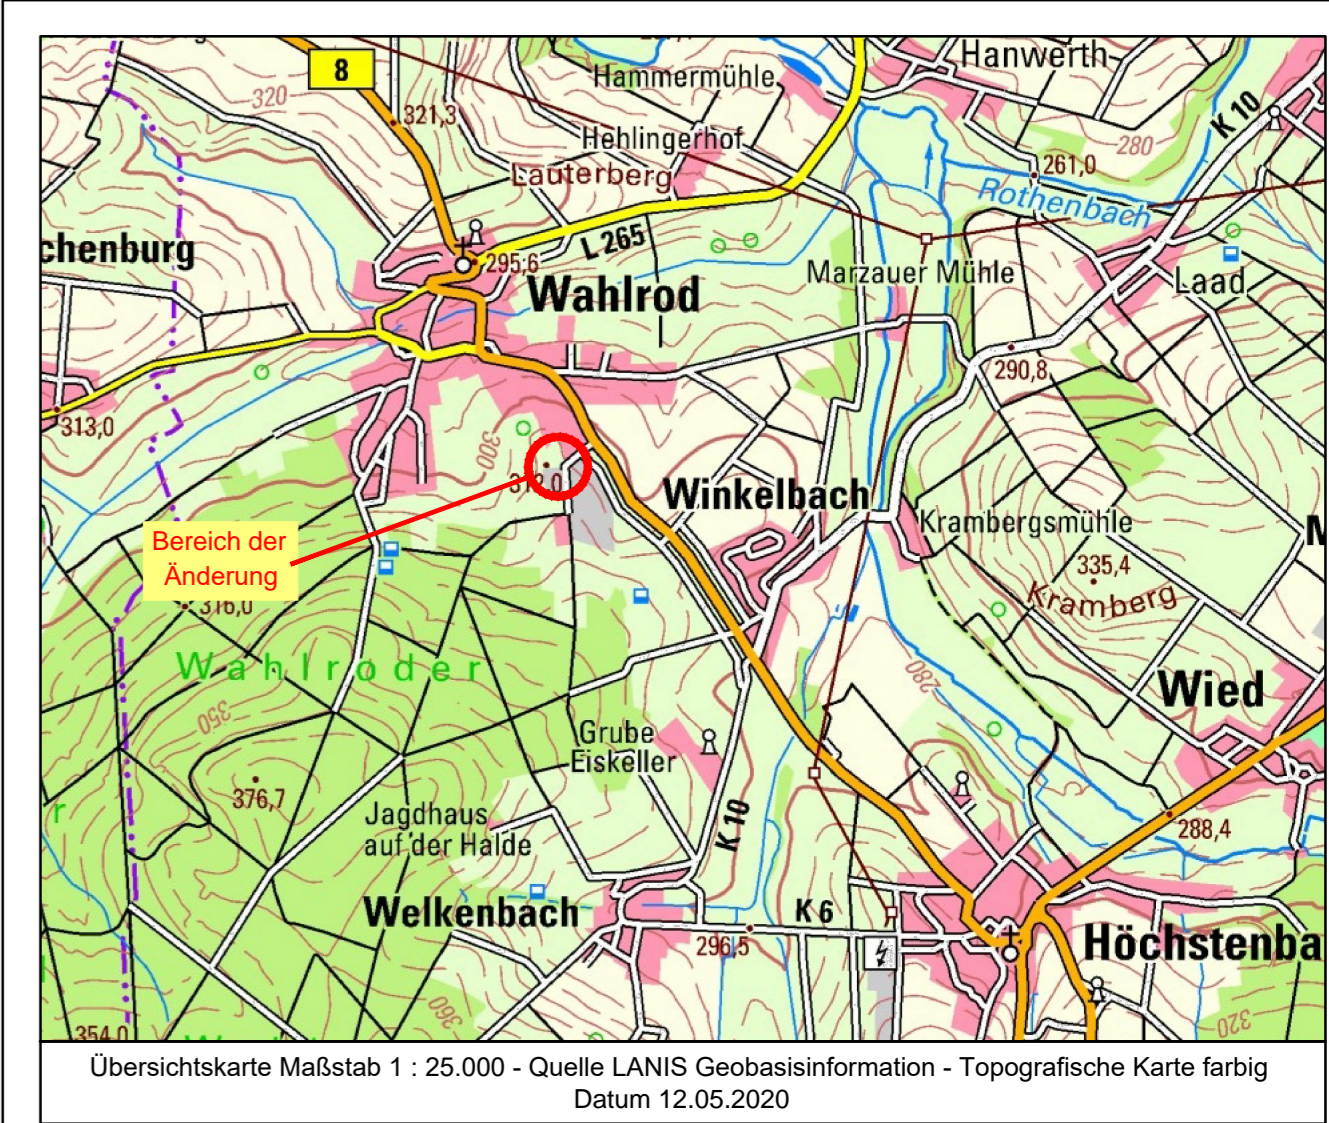 8
Hanwerth
Hammermühle
320
321,3
K 10
Hehlingerhof
280
261,0
Lauterberg
Rothenbach
chenburg
L 265
295,6
Marzauer Mühle
Laad
Wahlrod
290,8
313,0
300
313,0
Winkelbach
Krambergsmühle
M
Bereich der
Änderung
335,4
316,0
Kramberg
Wahlroder
280
Wied
350
Grube
Eiskeller
376,7
r
Jagdhaus
auf der Halde
K 10
288,4
Welkenbach
K 6
296,5
Höchstenba
360
320
354,0
Übersichtskarte Maßstab 1 : 25.000 - Quelle LANIS Geobasisinformation - Topografische Karte farbig
Datum 12.05.2020